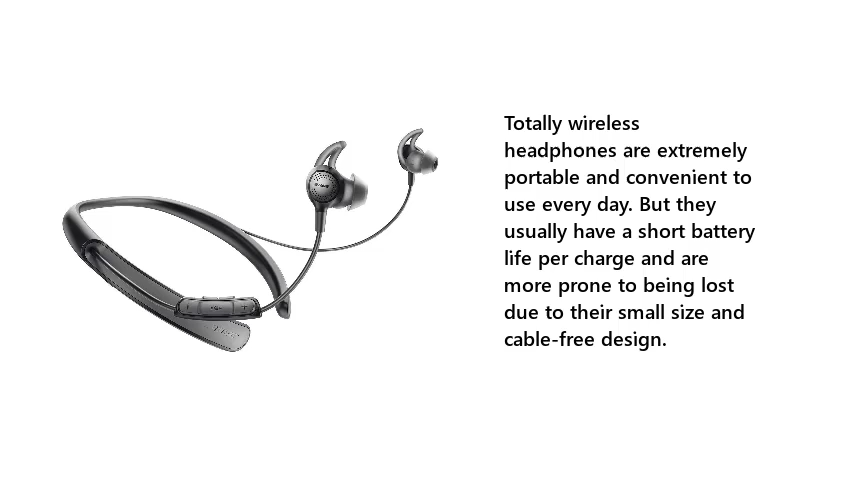 Totally wireless
headphones are extremely
portable and convenient to
use every day. But they
usually have a short battery
life per charge and are
more prone to being lost
due to their small size and
cable-free design.